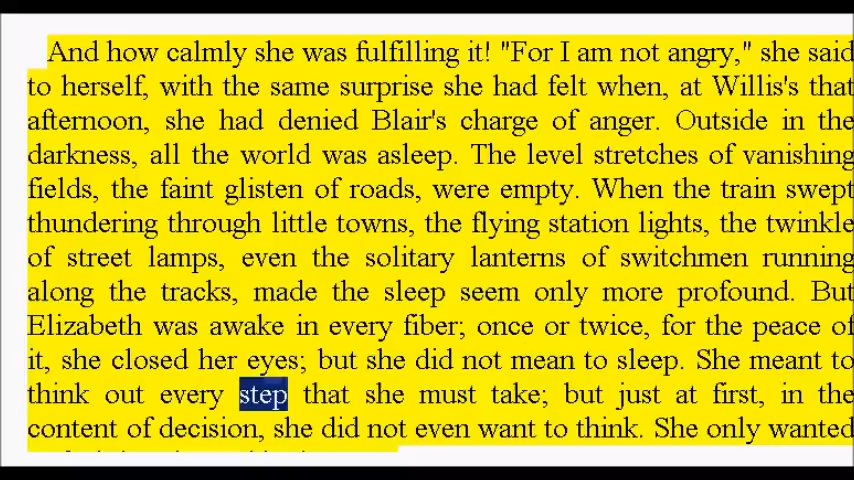 And how calmly she was fulfilling it! "For I am not angry," she said
to herself, with the same surprise she had felt when, at Willis's that
afternoon, she had denied Blair's charge of anger. Outside in the
darkness, all the world was asleep. The level stretches of vanishing
fields, the faint glisten of roads, were empty. When the train swept
thundering through little towns, the flying station lights, the twinkle
of street lamps, even the solitary lanterns of switchmen running
along the tracks, made the sleep seem only more profound. But
Elizabeth was awake in every fiber; once or twice, for the peace of
it, she closed her eyes; but she did not mean to sleep. She meant to
think out every step that she must take; but just at first, in the
content of decision, she did not even want to think. She only wanted